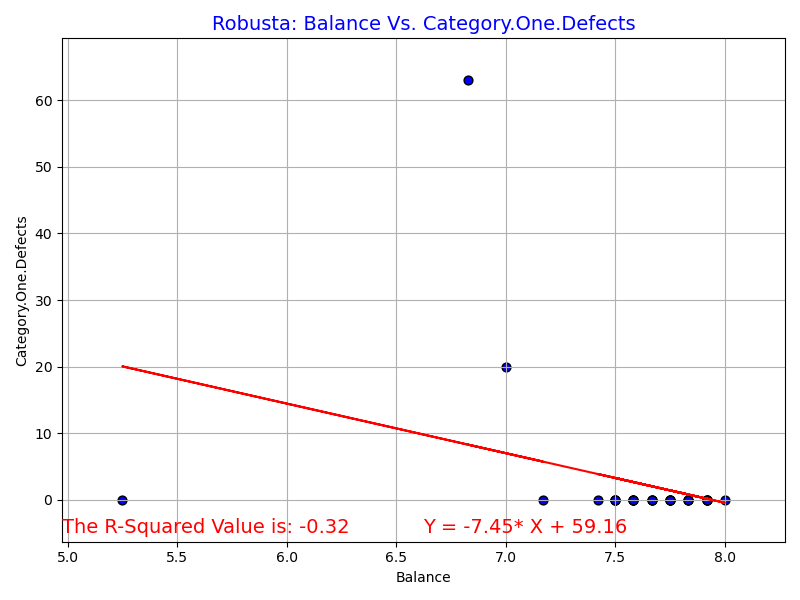 Robusta: Balance Vs. Category.One.Defects
60
50
40
30
20
10
0
Category.One.Defects
The R-Squared Value is: -0.32
Y = -7.45* X + 59.16
5.0 5.5 6.0 6.5 7.0 7.5 8.0
Balance